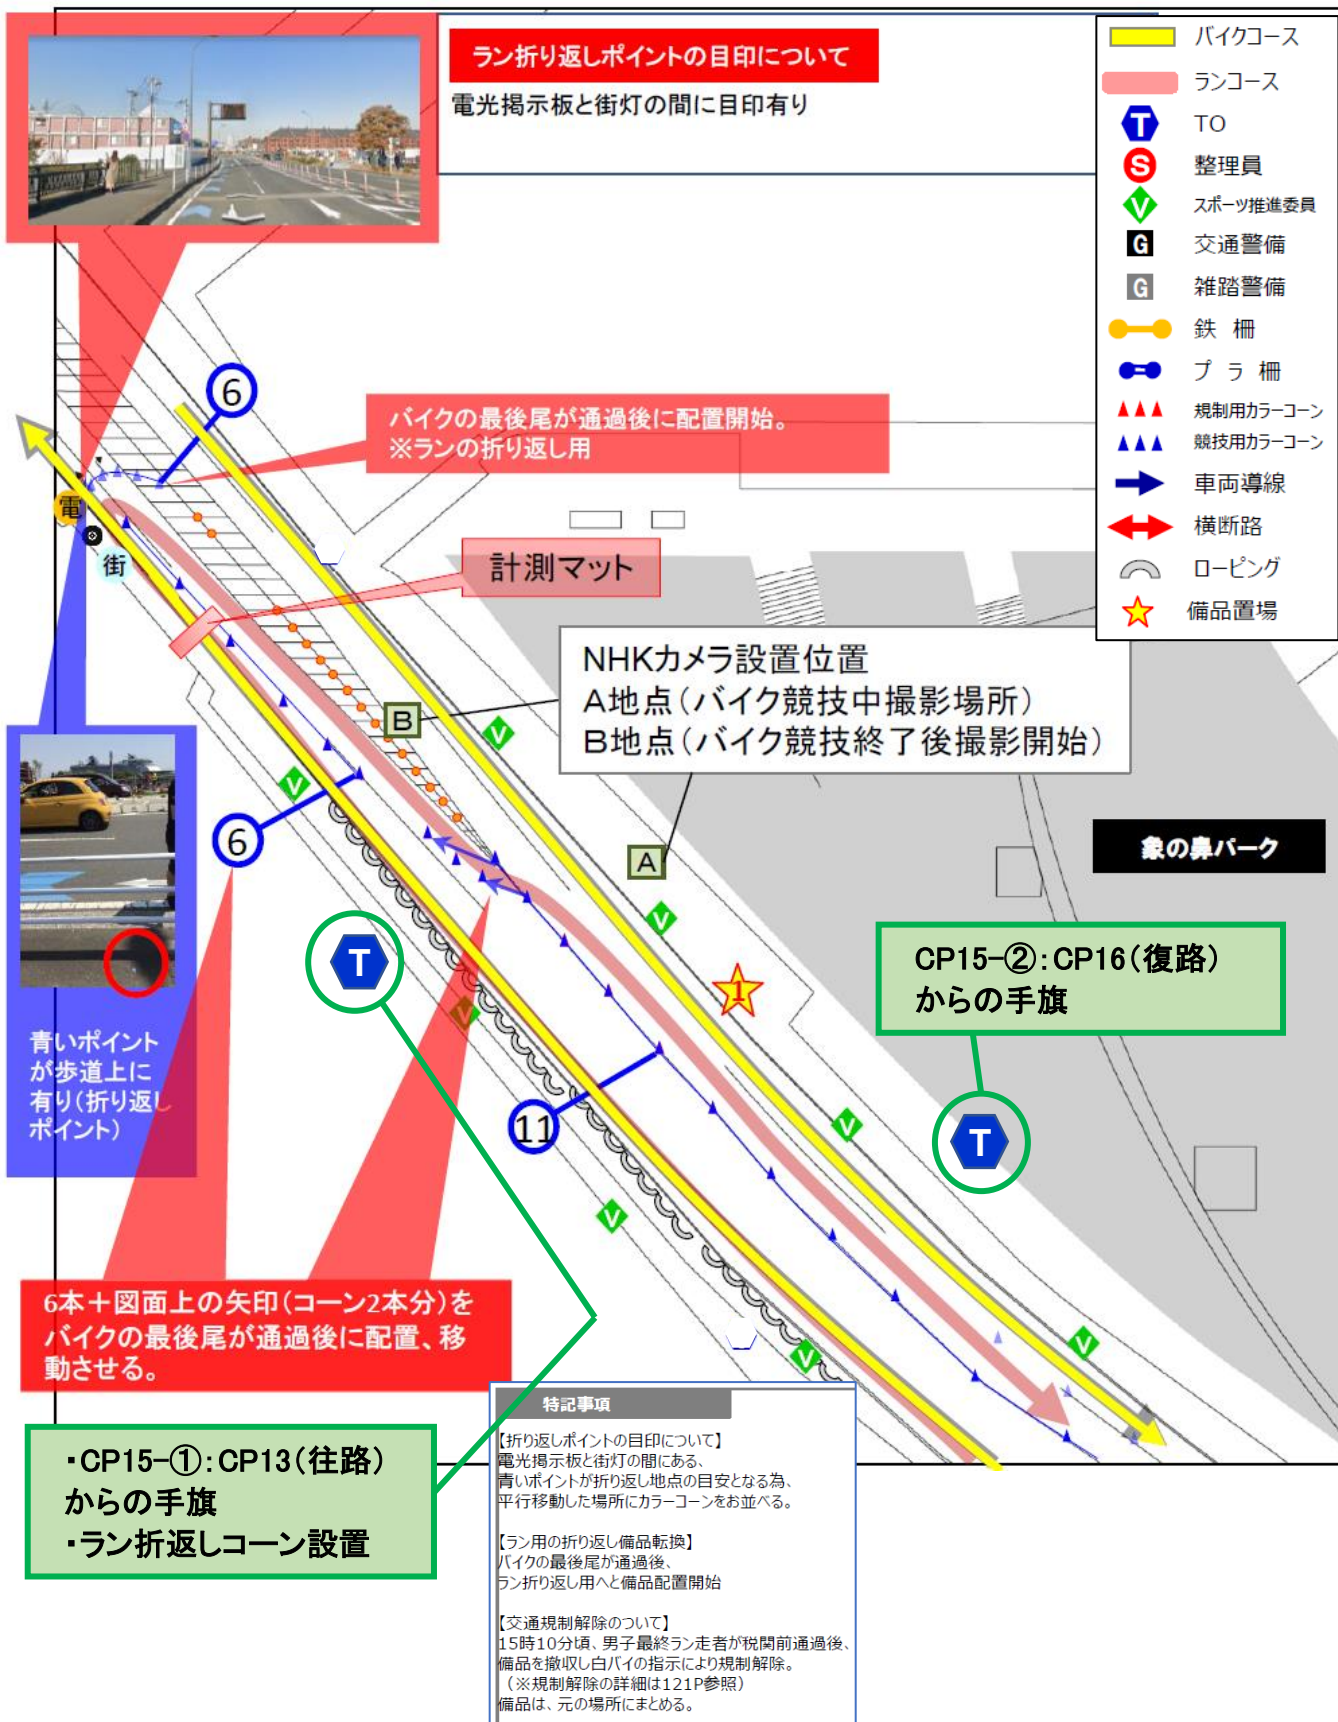 ラン折り返しポイントの目印について
電光掲示板と街灯の間に目印有り
バイクコース
ランコース
T TO
S 整理員
V スポーツ推進委員
G 交通警備
G 雑踏警備
鉄 柵
プ ラ 柵
規制用カラーコーン
競技用カラーコーン
車両導線
横断路
ローピング
備品置場
6
バイクの最後尾が通過後に配置開始。
※ランの折り返し用
電
街
計測マット
NHKカメラ設置位置
A地点(バイク競技中撮影場所)
B地点(バイク競技終了後撮影開始)
B
V
V
6
A
象の鼻パーク
V
T
CP15-②:CP16(復路)
からの手旗
1
V
青いポイント
が歩道上に
有り(折り返し
ポイント)
11
V
T
V
6本+図面上の矢印(コーン2本分)を
バイクの最後尾が通過後に配置、移
動させる。
V
V
・CP15-①:CP13(往路)
からの手旗
・ラン折返しコーン設置
特記事項
【折り返しポイントの目印について】
電光掲示板と街灯の間にある、
青いポイントが折り返し地点の目安となる為、
平行移動した場所にカラーコーンをお並べる。
【ラン用の折り返し備品転換】
バイクの最後尾が通過後、
ラン折り返し用へと備品配置開始
【交通規制解除のついて】
15時10分頃、男子最終ラン走者が税関前通過後、
備品を撤収し白バイの指示により規制解除。
(※規制解除の詳細は121P参照)
備品は、元の場所にまとめる。